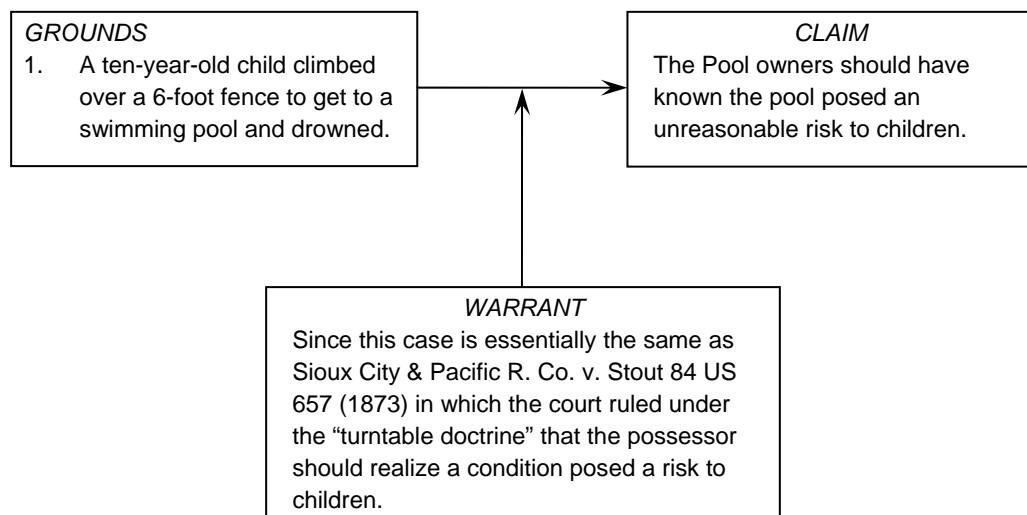 GROUNDS
1. A ten-year-old child climbed
over a 6-foot fence to get to a
swimming pool and drowned.
CLAIM
The Pool owners should have
known the pool posed an
unreasonable risk to children.
WARRANT
Since this case is essentially the same as
Sioux City & Pacific R. Co. v. Stout 84 US
657 (1873) in which the court ruled under
the “turntable doctrine” that the possessor
should realize a condition posed a risk to
children.